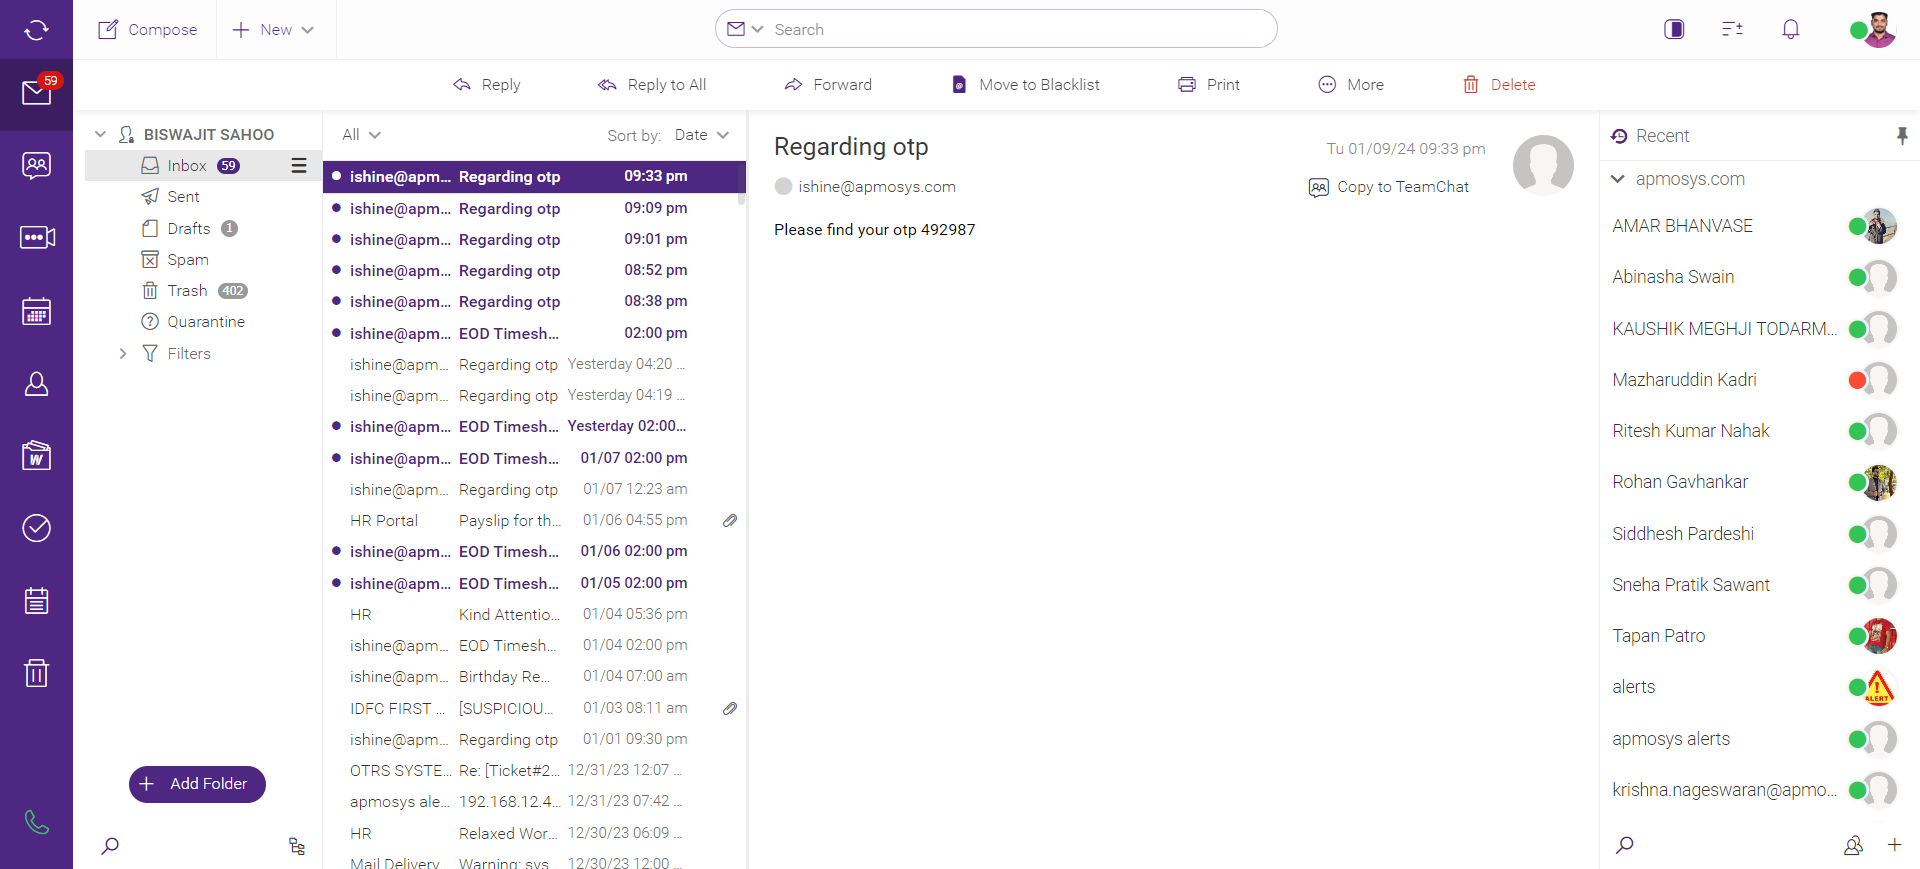 Compose
New
Search
59
Reply
Reply to All
Forward
Move to Blacklist
Print
More
Delete
BISWAJIT SAHOO
Inbox 59
Sent
Drafts 1
Spam
Trash 402
Quarantine
Filters
Add Folder
All
Sort by: Date
ishine@apm... Regarding otp 09:33 pm
ishine@apm... Regarding otp 09:09 pm
ishine@apm... Regarding otp 09:01 pm
ishine@apm... Regarding otp 08:52 pm
ishine@apm... Regarding otp 08:38 pm
ishine@apm... EOD Timesh... 02:00 pm
ishine@apm... Regarding otp Yesterday 04:20 ...
ishine@apm... Regarding otp Yesterday 04:19 ...
ishine@apm... EOD Timesh... Yesterday 02:00...
ishine@apm... EOD Timesh... 01/07 02:00 pm
ishine@apm... Regarding otp 01/07 12:23 am
HR Portal Payslip for th... 01/06 04:55 pm
ishine@apm... EOD Timesh... 01/06 02:00 pm
ishine@apm... EOD Timesh... 01/05 02:00 pm
HR Kind Attentio... 01/04 05:36 pm
ishine@apm... EOD Timesh... 01/04 02:00 pm
ishine@apm... Birthday Re... 01/04 07:00 am
IDFC FIRST ... [SUSPICIOU... 01/03 08:11 am
ishine@apm... Regarding otp 01/01 09:30 pm
OTRS SYSTE... Re: [Ticket#2... 12/31/23 12:07 ...
apmosys ale... 192.168.12.4... 12/31/23 07:42 ...
HR Relaxed Wor... 12/30/23 06:09 ...
Mail Delivery Warning: sys 12/30/23 12:00 ...
Regarding otp
Tu 01/09/24 09:33 pm
ishine@apmosys.com
Copy to TeamChat
Please find your otp 492987
Recent
apmosys.com
AMAR BHANVASE
Abinasha Swain
KAUSHIK MEGHJI TODARM...
Mazharuddin Kadri
Ritesh Kumar Nahak
Rohan Gavhankar
Siddhesh Pardeshi
Sneha Pratik Sawant
Tapan Patro
alerts
ALERT
apmosys alerts
krishna.nageswaran@apmo...
W